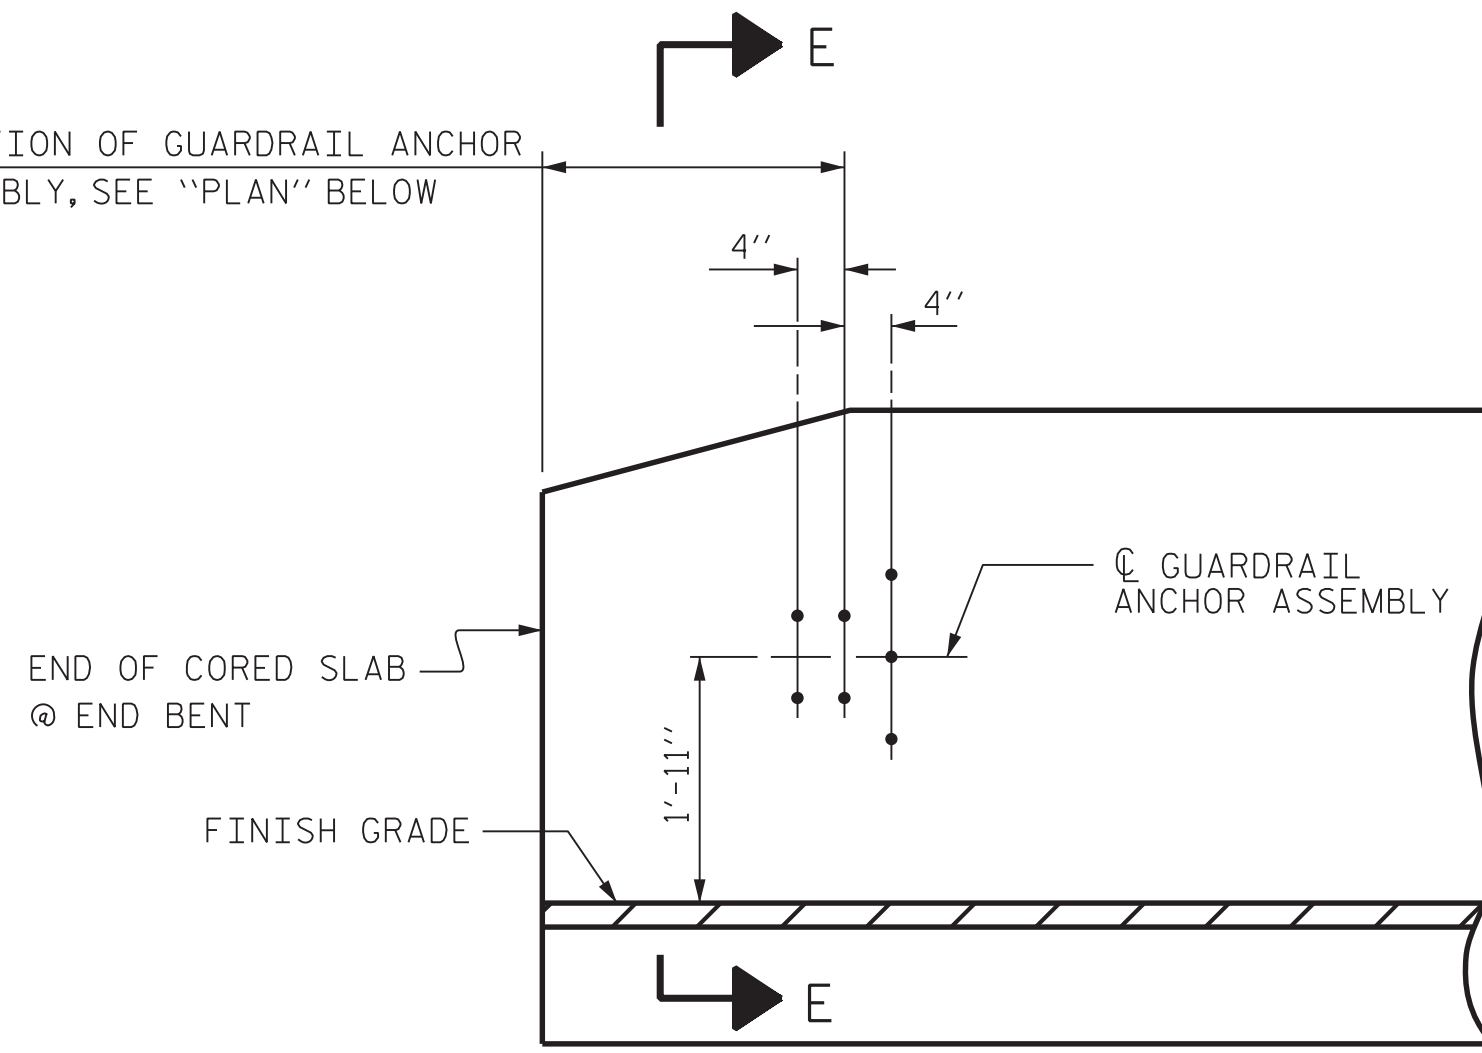 E
TION OF GUARDRAIL ANCHOR
BLY, SEE "PLAN" BELOW
4"
4"
℄ GUARDRAIL
ANCHOR ASSEMBLY
END OF CORED SLAB
@ END BENT
1'-11"
FINISH GRADE
E